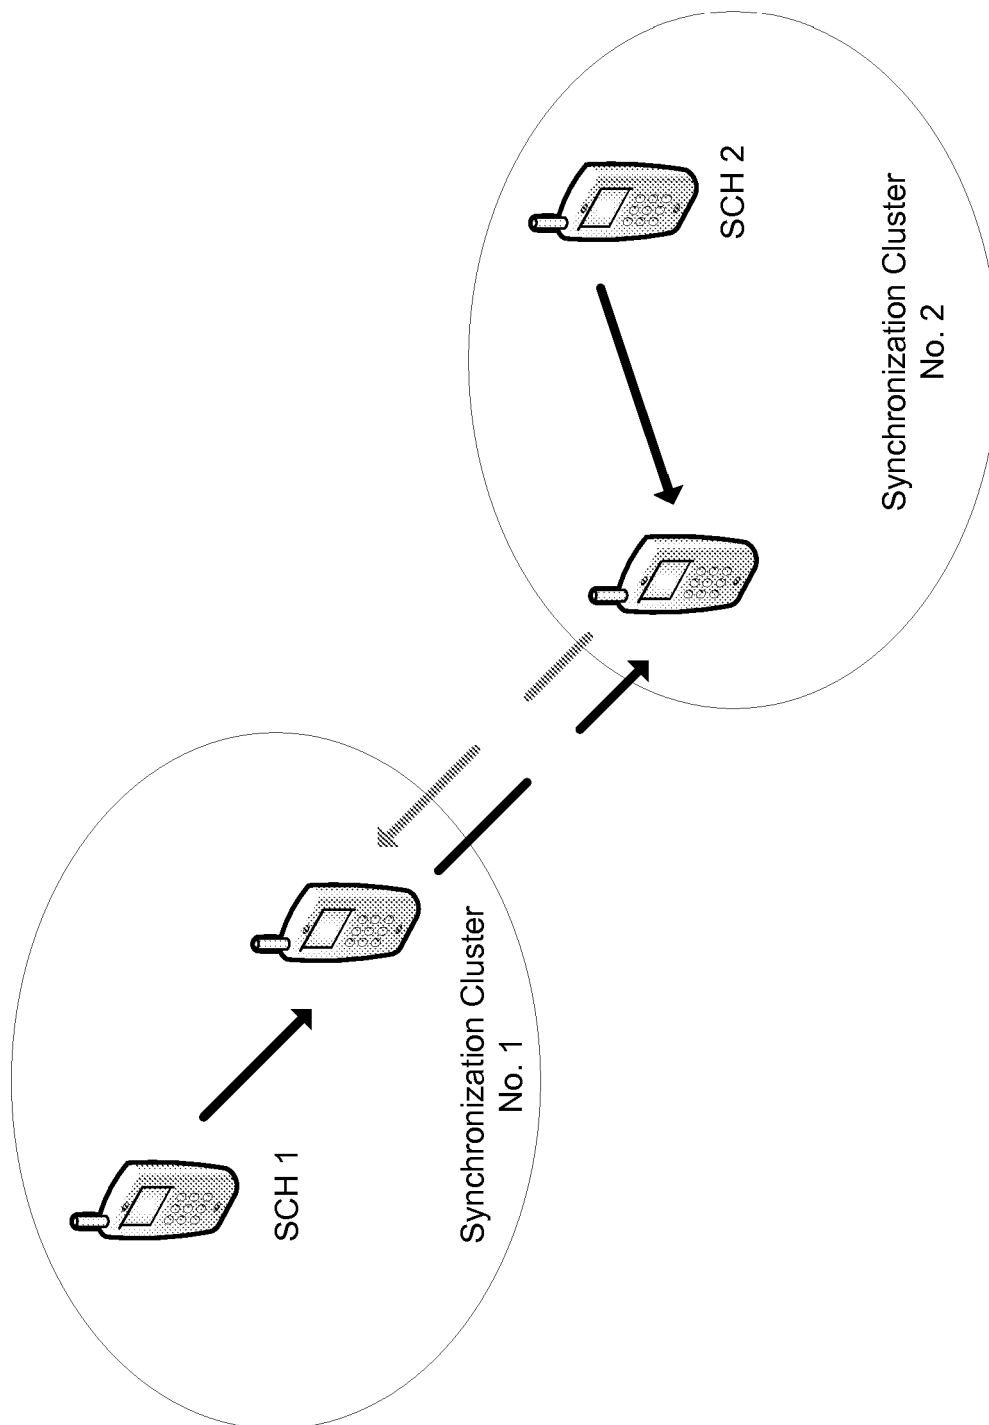 SCH 1
Synchronization Cluster
No. 1
SCH 2
Synchronization Cluster
No. 2